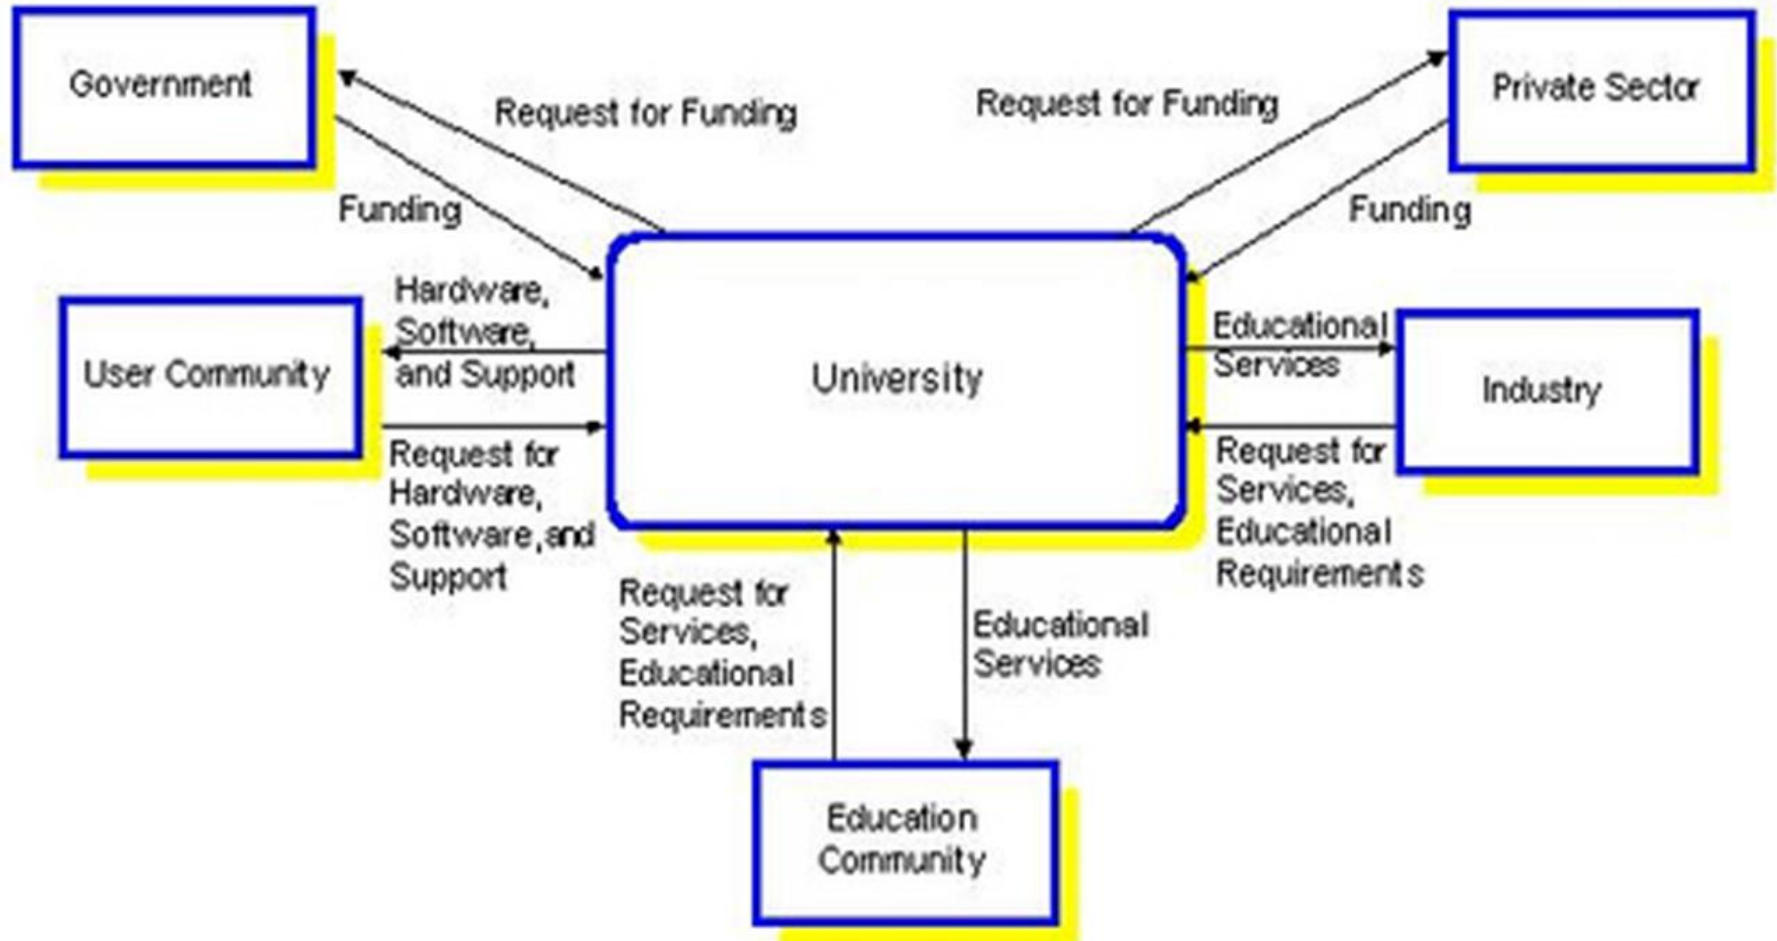 Government
Request for Funding
Request for Funding
Private Sector
Funding
Funding
Hardware,
Software,
and Support
User Community
University
Educational
Services
Industry
Request for
Hardware,
Software,and
Support
Request for
Services,
Educational
Requirements
Request for
Services,
Educational
Requirements
Educational
Services
Education
Community